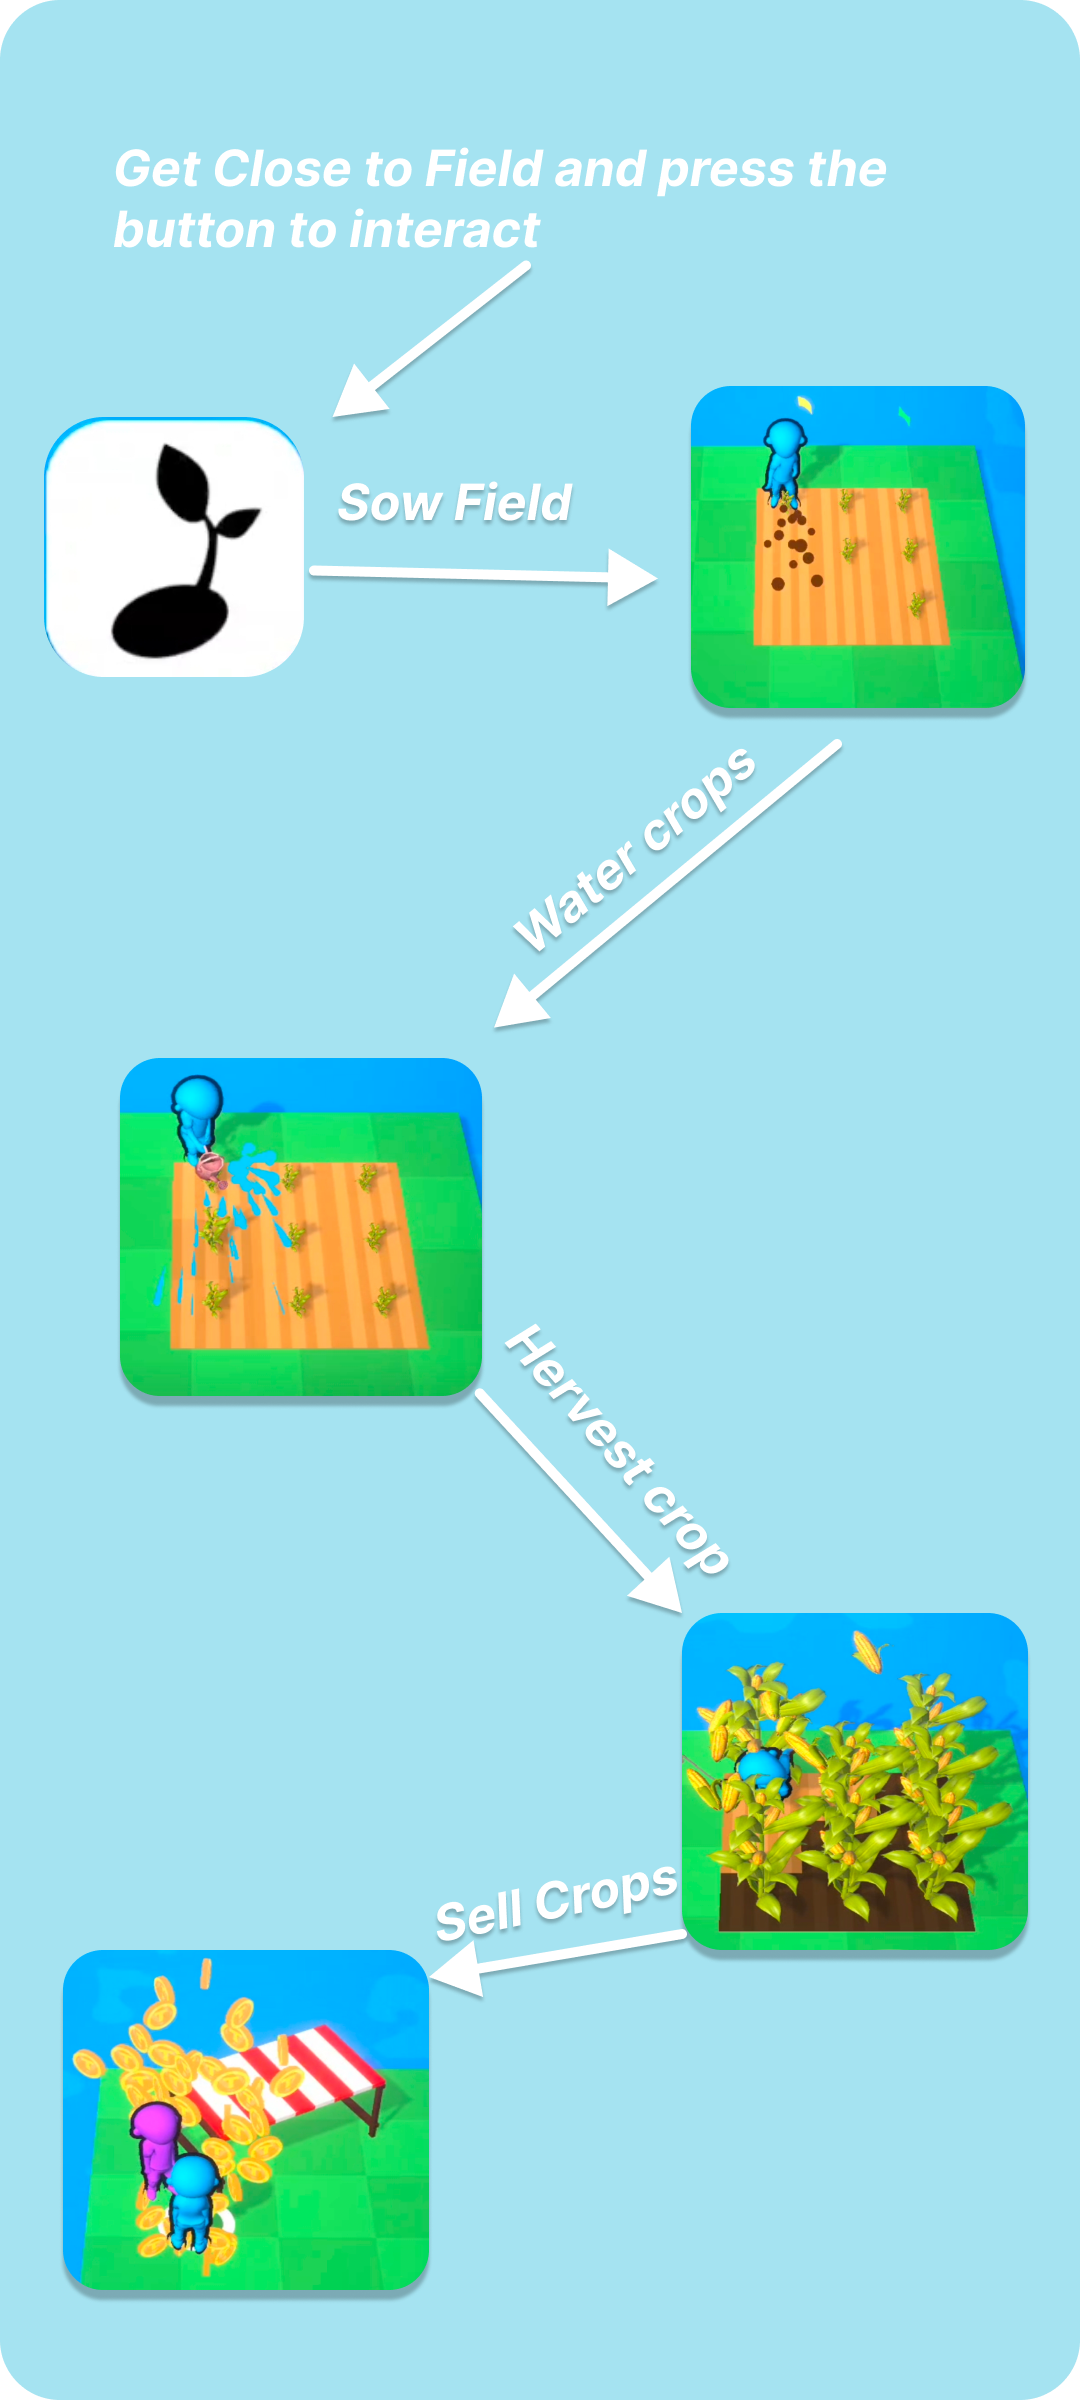 Get Close to Field and press the
button to interact
Sow Field
Water crops
Hervest crop
Sell Crops